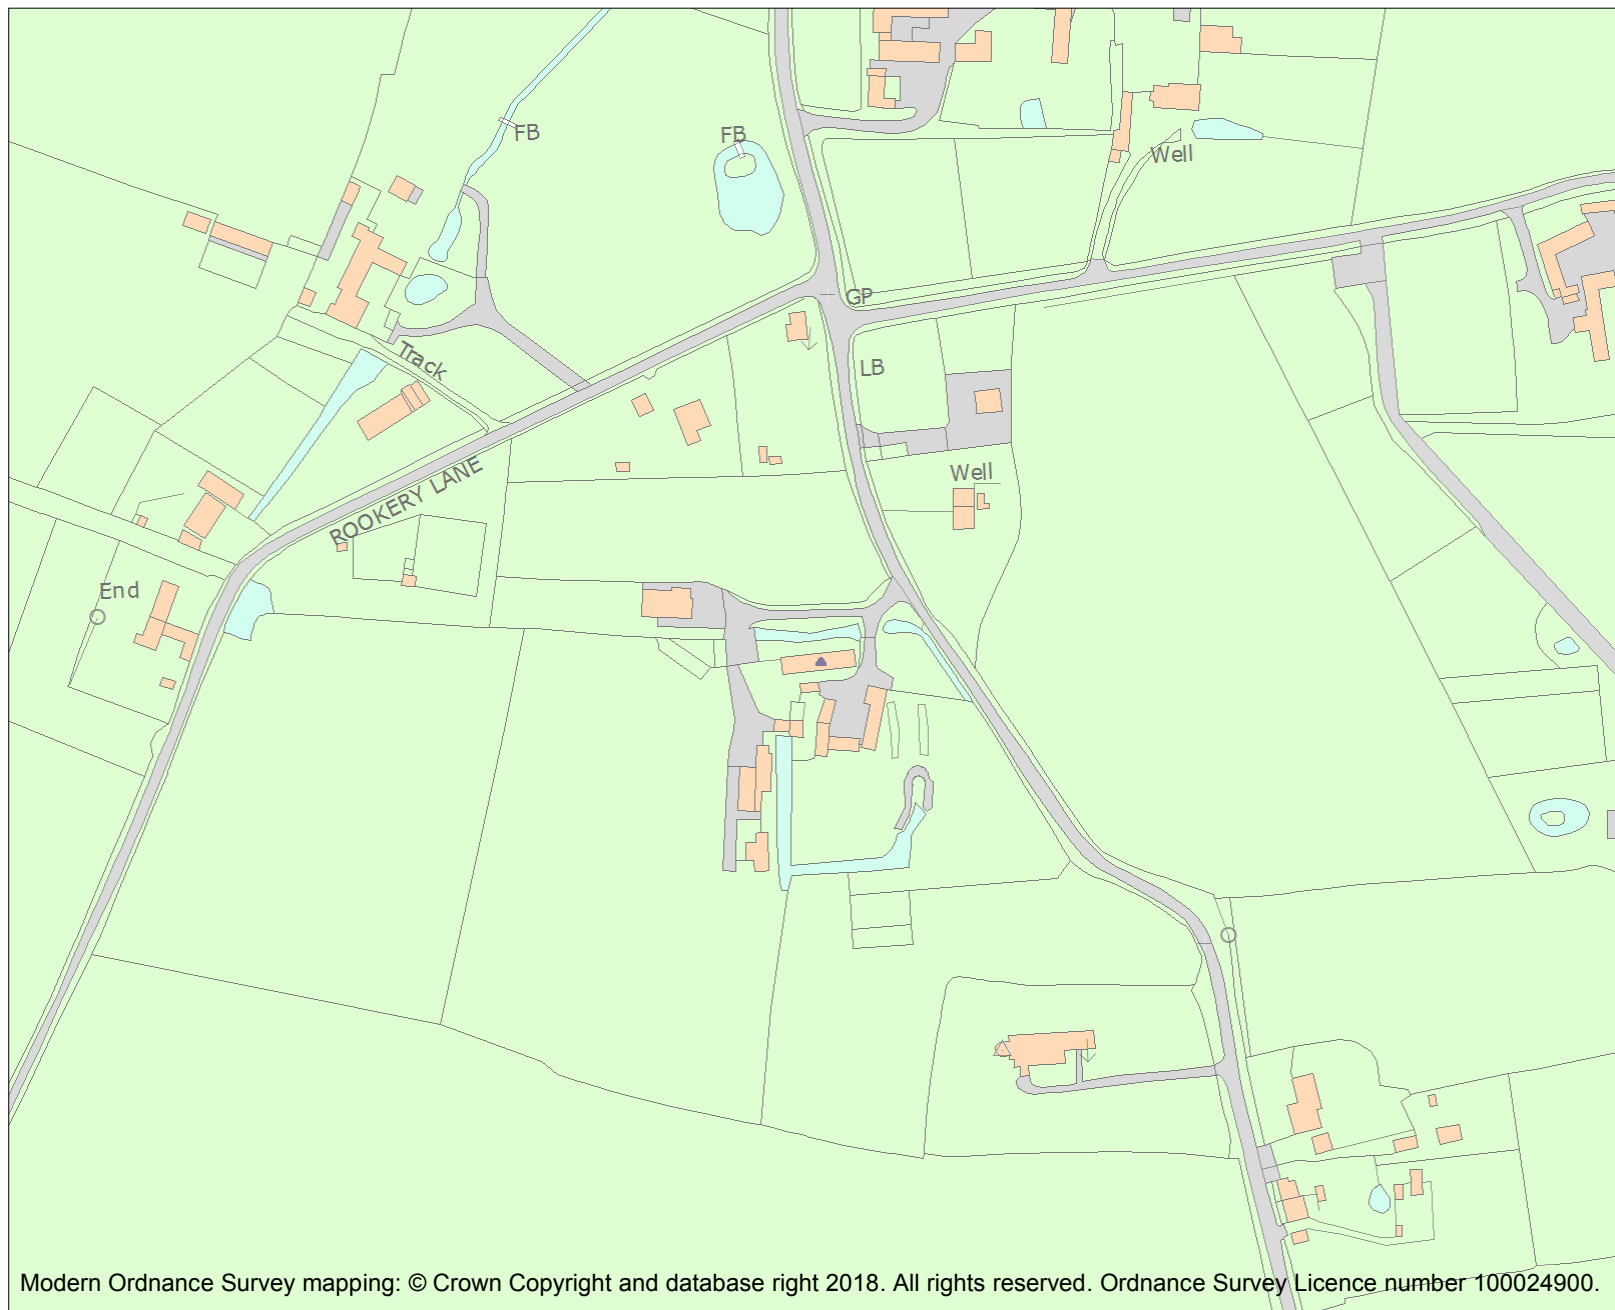 FB
FB
Well
GP
Track
LB
Well
ROOKERY LANE
End
Modern Ordnance Survey mapping: © Crown Copyright and database right 2018. All rights reserved. Ordnance Survey Licence number 100024900.